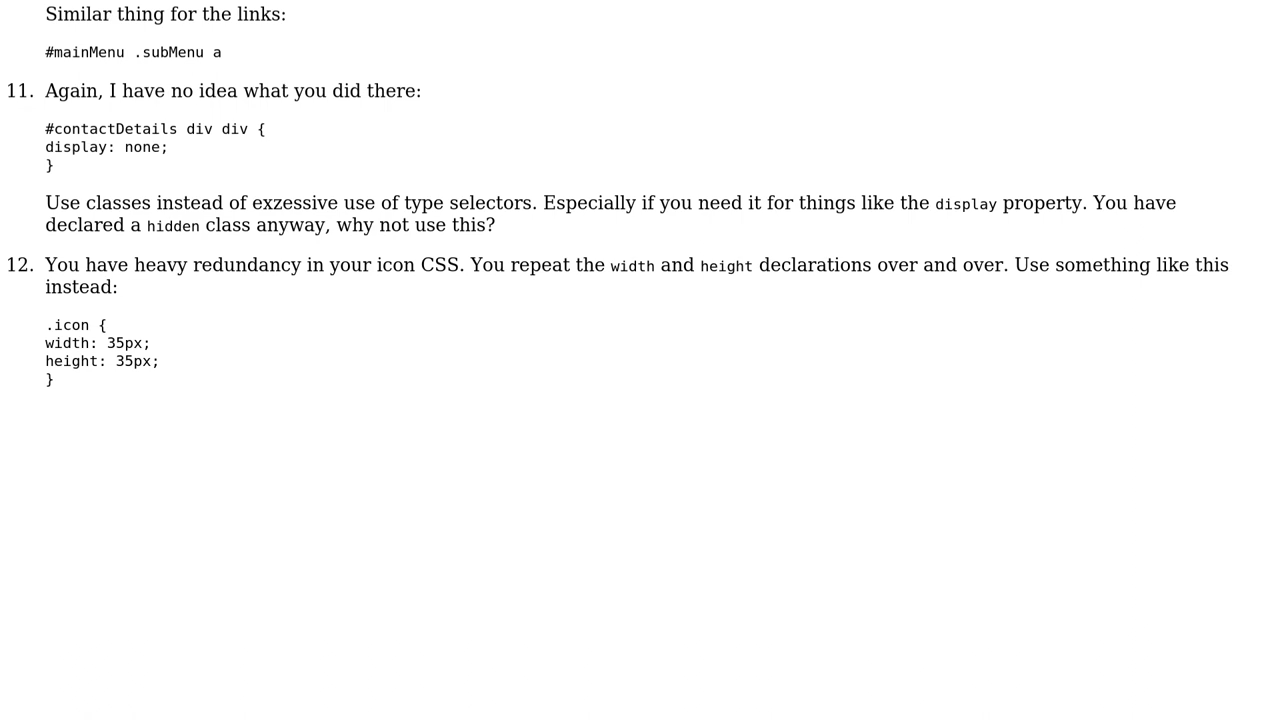 Similar thing for the links:
#mainMenu .subMenu a
11. Again, I have no idea what you did there:
#contactDetails div div {
display: none;
}
Use classes instead of exzessive use of type selectors. Especially if you need it for things like the display property. You have
declared a hidden class anyway, why not use this?
12. You have heavy redundancy in your icon CSS. You repeat the width and height declarations over and over. Use something like this
instead:
.icon {
width: 35px;
height: 35px;
}